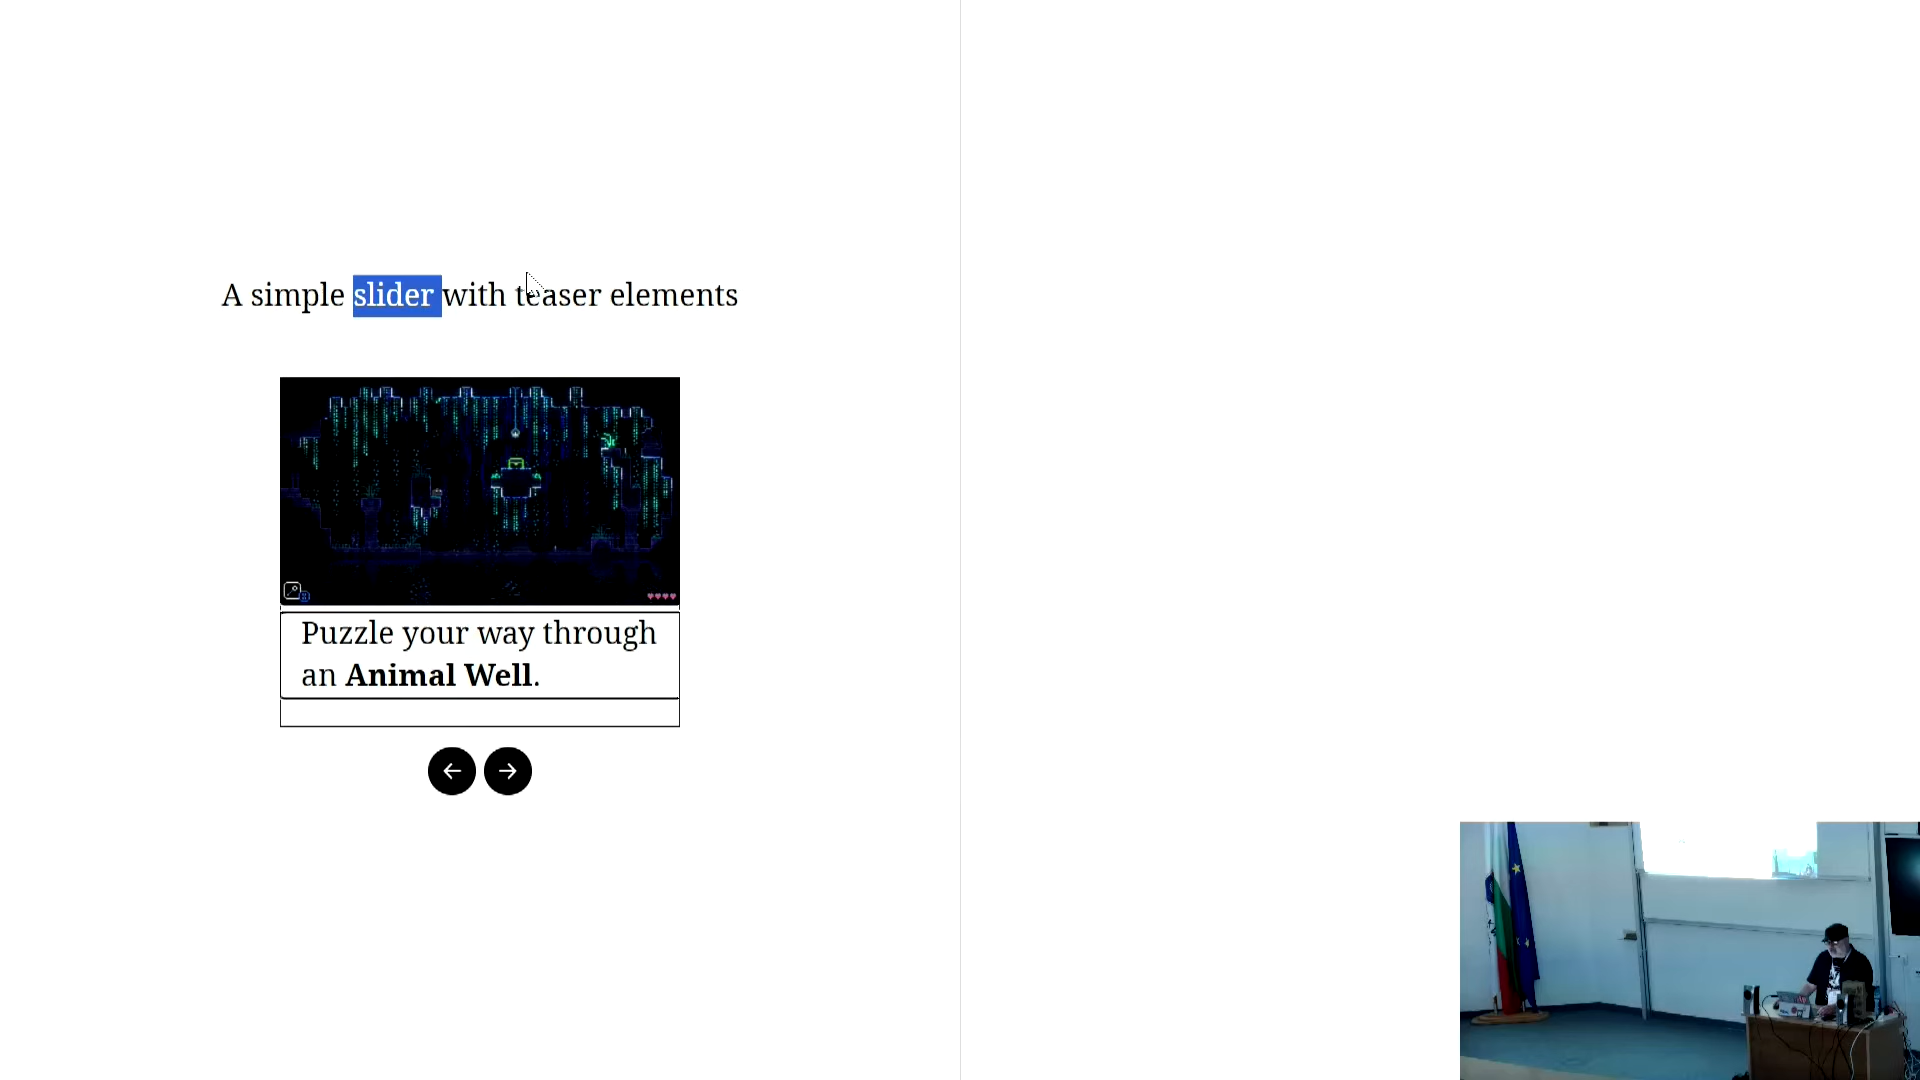 A simple slider with teaser elements
Puzzle your way through
an Animal Well.